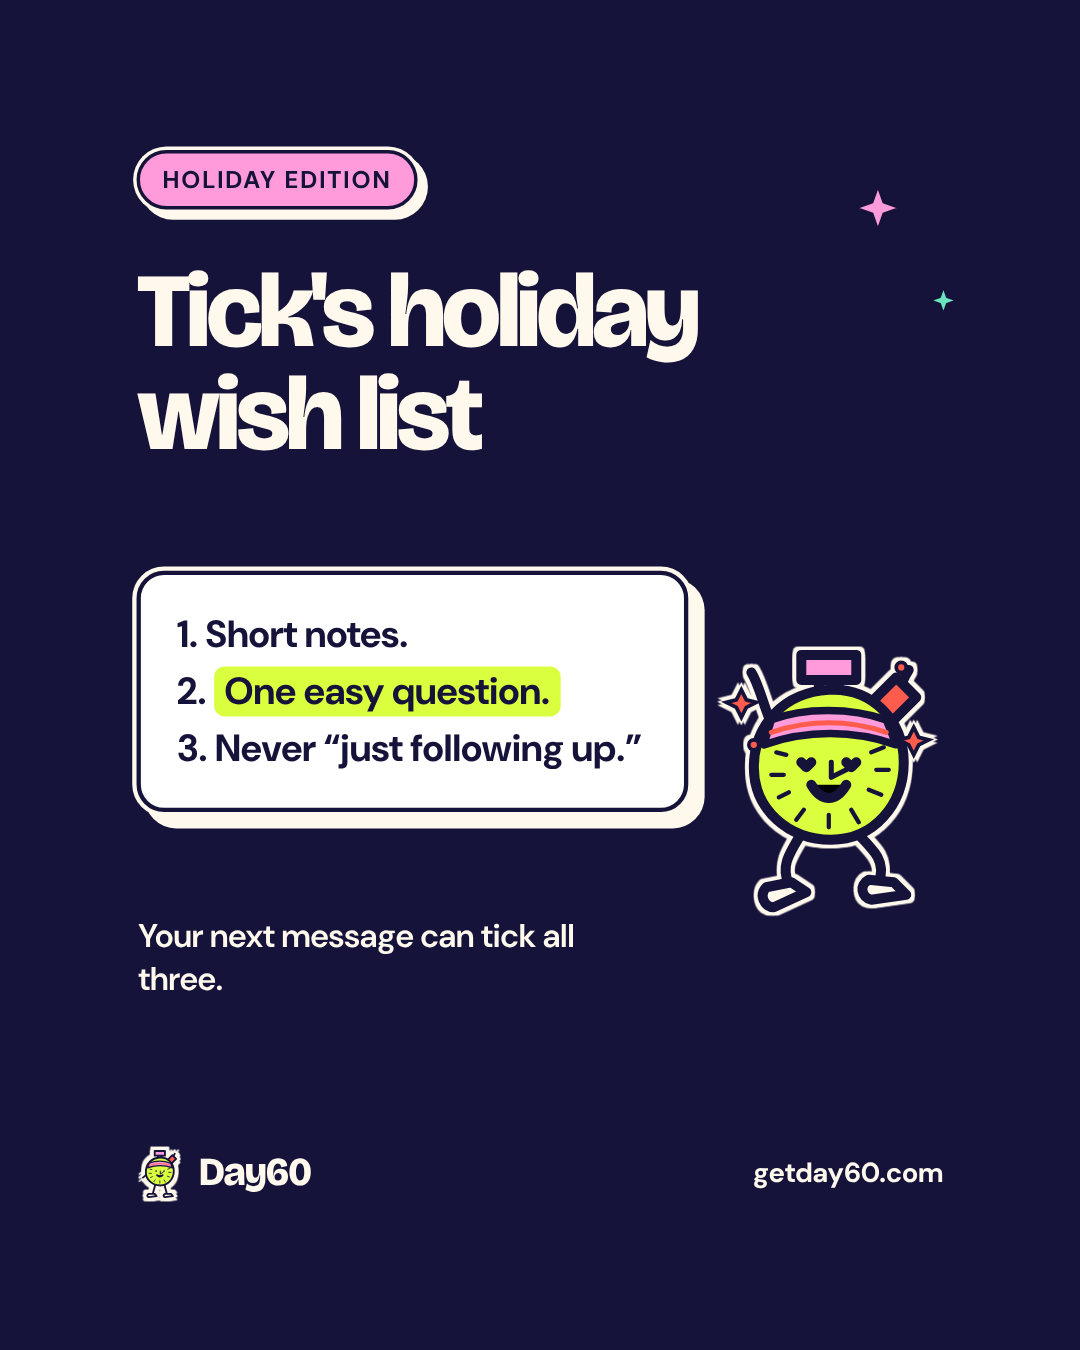 HOLIDAY EDITION
Tick's holiday
wish list
1. Short notes.
2. One easy question.
3. Never “just following up.”
Your next message can tick all
three.
Day60
getday60.com